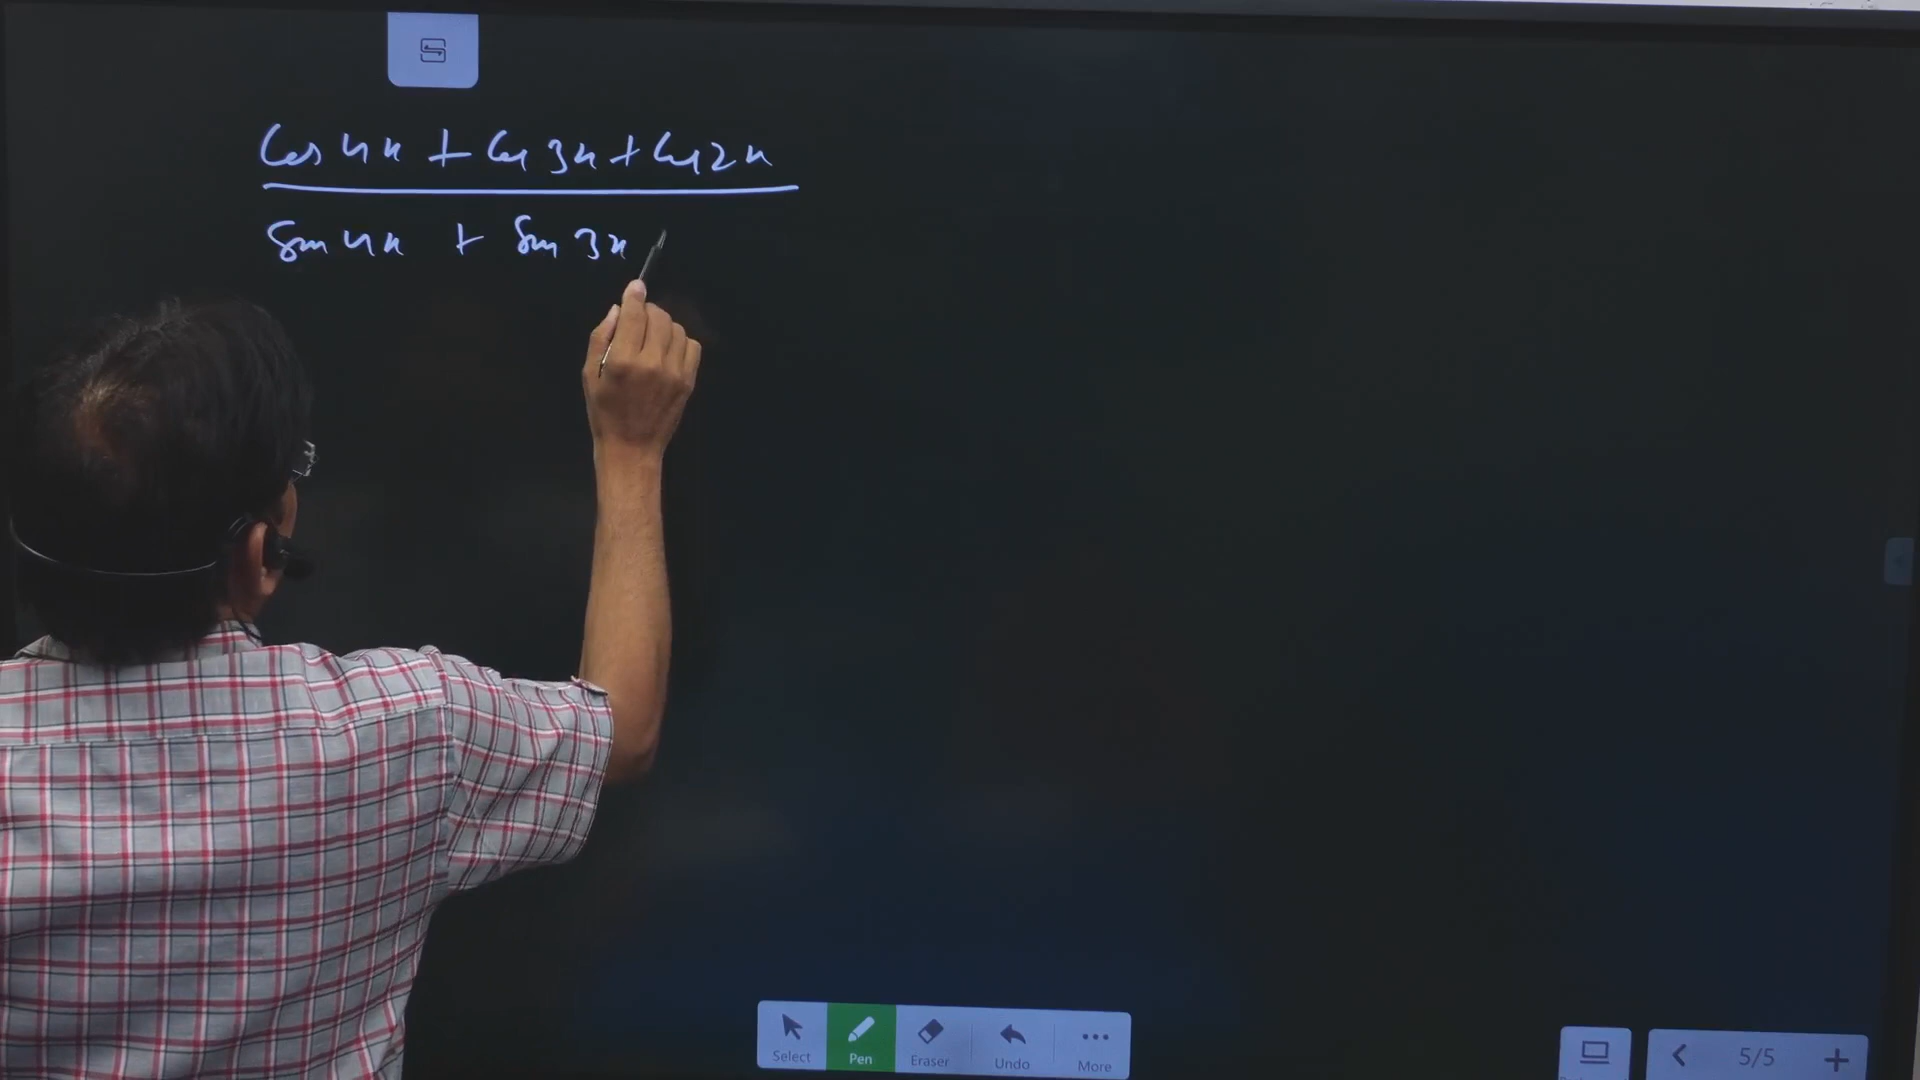 Cos 4x + Cos 3x + Cos 2x
Sin 4x + Sin 3x
Select Pen Eraser Undo More
5/5